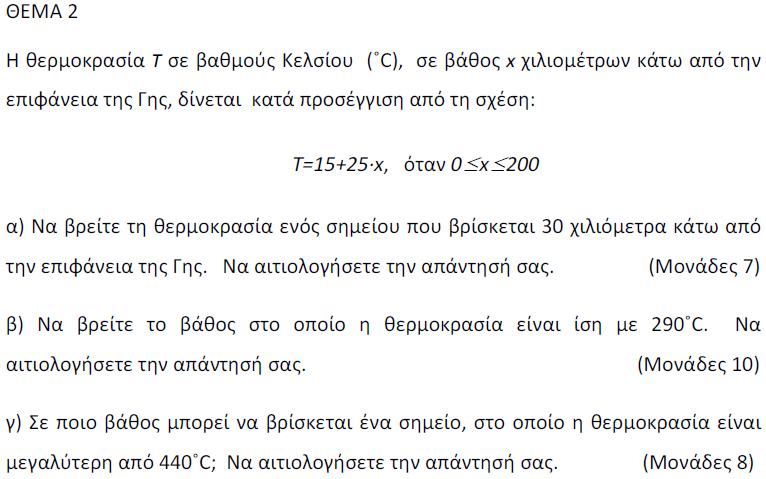 ΘΕΜΑ 2
Η θερμοκρασία T σε βαθμούς Κελσίου (˚C), σε βάθος x χιλιομέτρων κάτω από την
επιφάνεια της Γης, δίνεται κατά προσέγγιση από τη σχέση:
T=15+25·x, όταν 0≤x≤200
α) Να βρείτε τη θερμοκρασία ενός σημείου που βρίσκεται 30 χιλιόμετρα κάτω από
την επιφάνεια της Γης. Να αιτιολογήσετε την απάντησή σας. (Μονάδες 7)
β) Να βρείτε το βάθος στο οποίο η θερμοκρασία είναι ίση με 290˚C. Να
αιτιολογήσετε την απάντησή σας. (Μονάδες 10)
γ) Σε ποιο βάθος μπορεί να βρίσκεται ένα σημείο, στο οποίο η θερμοκρασία είναι
μεγαλύτερη από 440˚C; Να αιτιολογήσετε την απάντησή σας. (Μονάδες 8)